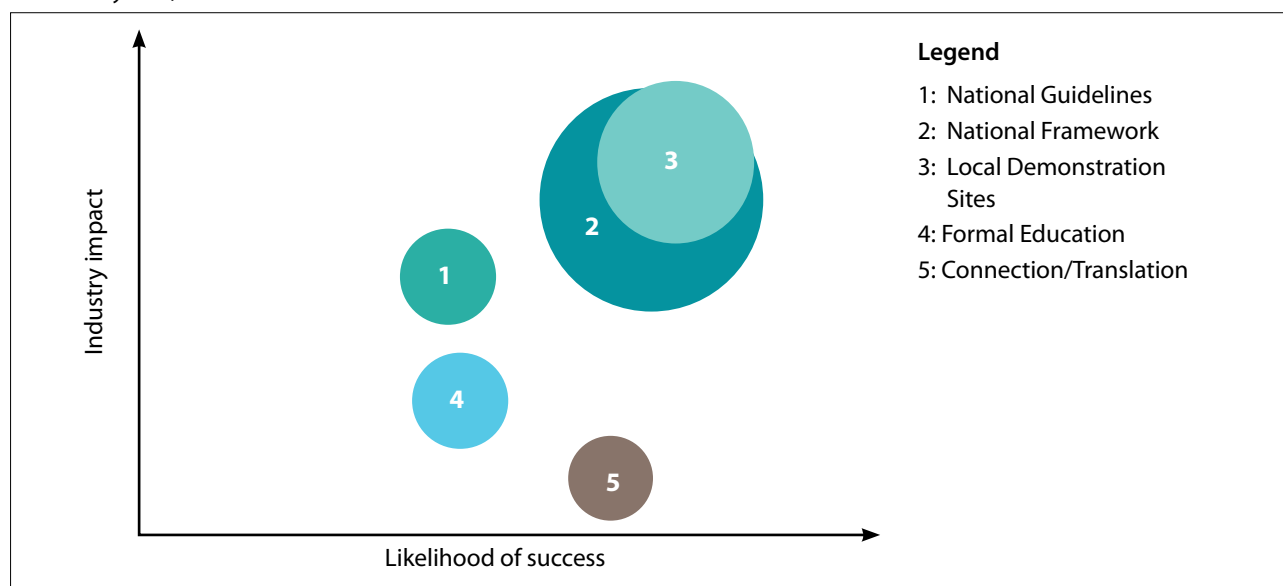 Industry impact
3
2
1
4
5
Likelihood of success
Legend
1: National Guidelines
2: National Framework
3: Local Demonstration
Sites
4: Formal Education
5: Connection/Translation